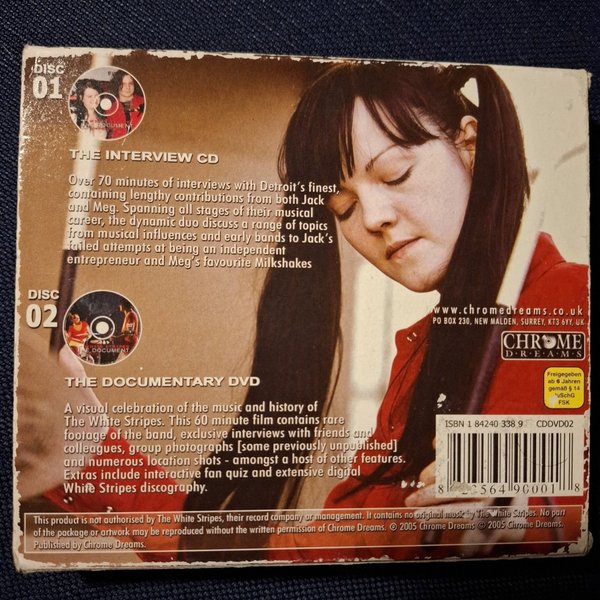 DISC
01
THE DOCUMENT
THE INTERVIEW CD
Over 70 minutes of interviews with Detroit's finest,
containing lengthy contributions from both Jack
and Meg. Spanning all stages of their musical
career, the dynamic duo discuss a range of topics
from musical influences and early bands to Jack's
failed attempts at being an independent
entrepreneur and Meg's favourite Milkshakes
DISC
02
THE DOCUMENT
THE DOCUMENTARY DVD
A visual celebration of the music and history of
The White Stripes. This 60 minute film contains rare
footage of the band, exclusive interviews with friends and
colleagues, group photographs [some previously unpublished]
and numerous location shots - amongst a host of other features.
Extras include interactive fan quiz and extensive digital
White Stripes discography.
www.chromedreams.co.uk
PO BOX 230, NEW MALDEN, SURREY, KT3 6YY, UK
CHROME
DREAMS
Freigegeben
ab 6 Jahren
gemäß § 14
JuSchG
FSK
ISBN 1 84240 338 9 CDDVD02
This product is not authorised by The White Stripes, their record company or management. It contains no original music by The White Stripes. No part
of the package or artwork may be reproduced without the written permission of Chrome Dreams. ℗ 2005 Chrome Dreams © 2005 Chrome Dreams.
Published by Chrome Dreams.